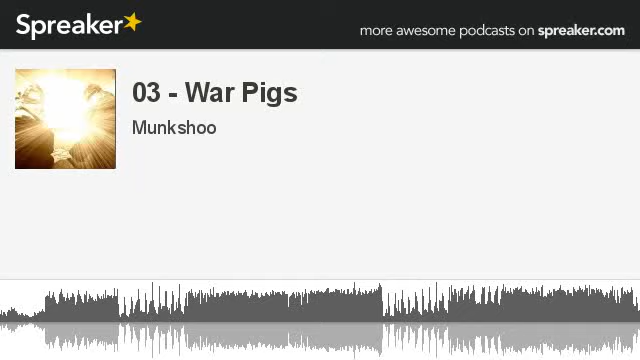 Spreaker
more awesome podcasts on spreaker.com
03 - War Pigs
Munkshoo